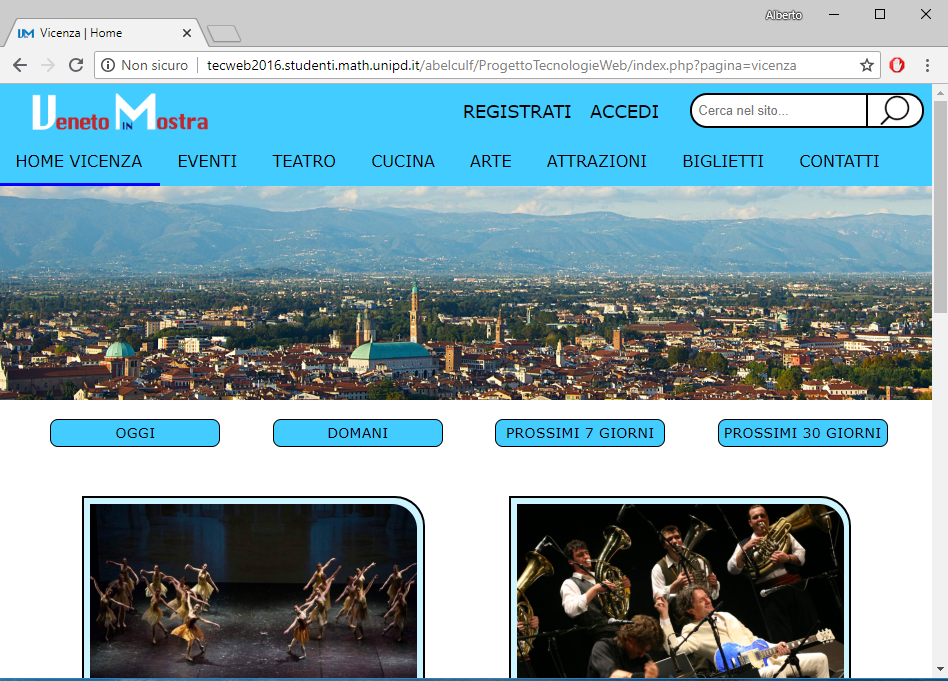 Alberto
Vicenza | Home
Non sicuro | tecweb2016.studenti.math.unipd.it/abelculf/ProgettoTecnologieWeb/index.php?pagina=vicenza
Veneto IN Mostra
REGISTRATI ACCEDI Cerca nel sito...
HOME VICENZA EVENTI TEATRO CUCINA ARTE ATTRAZIONI BIGLIETTI CONTATTI
OGGI DOMANI PROSSIMI 7 GIORNI PROSSIMI 30 GIORNI